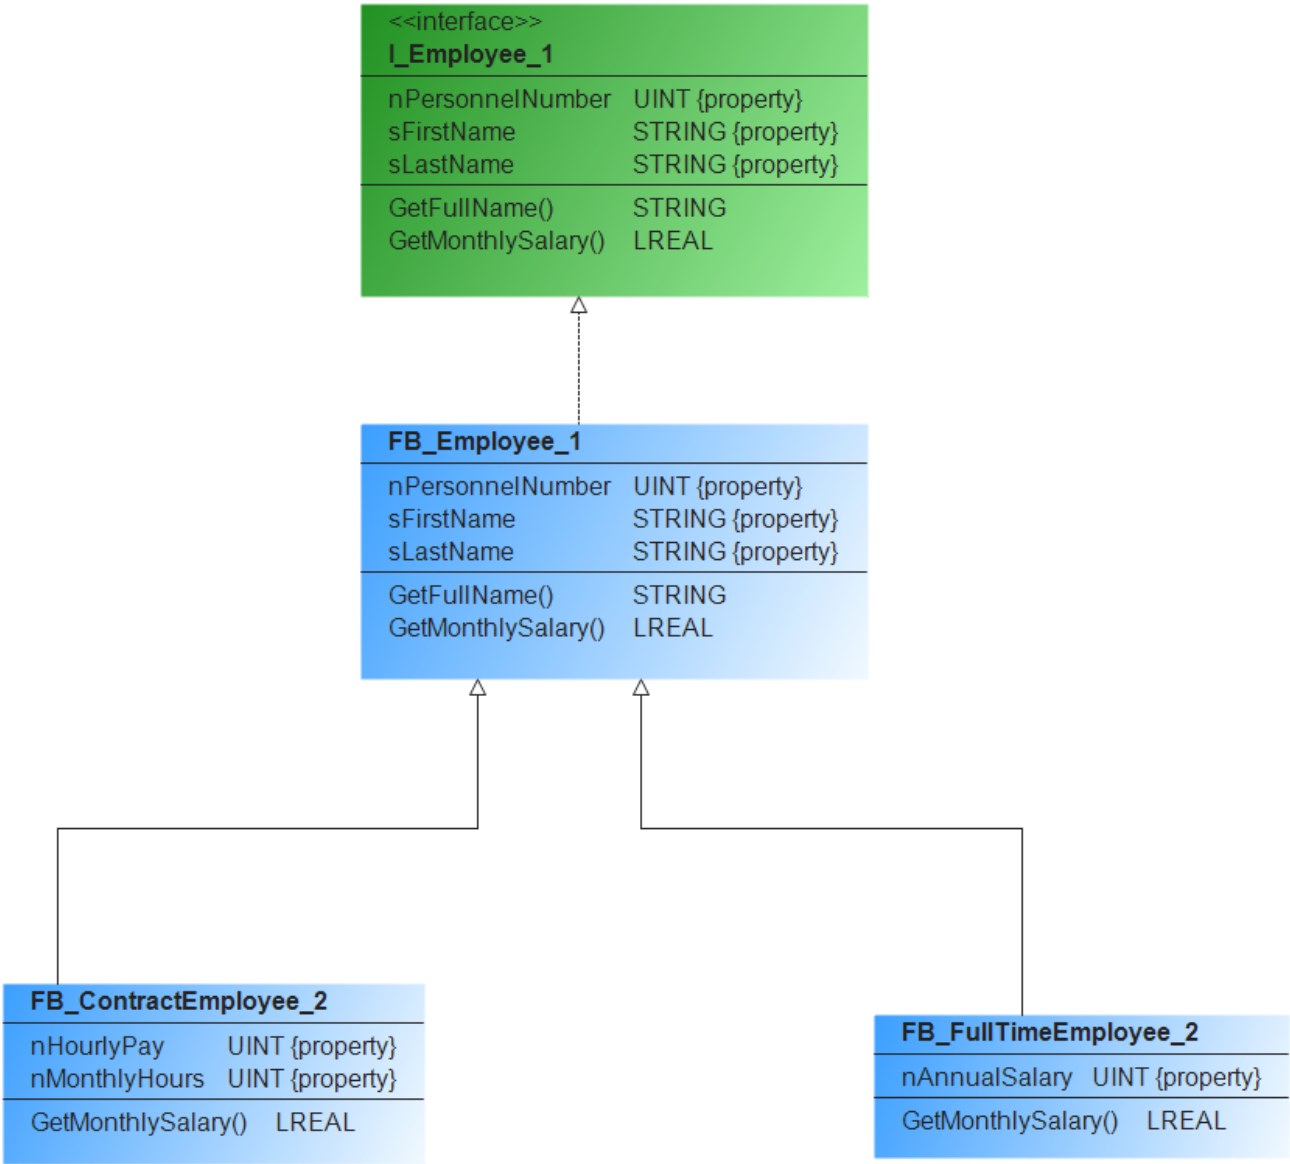 <<interface>>
I_Employee_1
nPersonnelNumber UINT {property}
sFirstName STRING {property}
sLastName STRING {property}
GetFullName() STRING
GetMonthlySalary() LREAL
FB_Employee_1
nPersonnelNumber UINT {property}
sFirstName STRING {property}
sLastName STRING {property}
GetFullName() STRING
GetMonthlySalary() LREAL
FB_ContractEmployee_2
nHourlyPay UINT {property}
nMonthlyHours UINT {property}
GetMonthlySalary() LREAL
FB_FullTimeEmployee_2
nAnnualSalary UINT {property}
GetMonthlySalary() LREAL